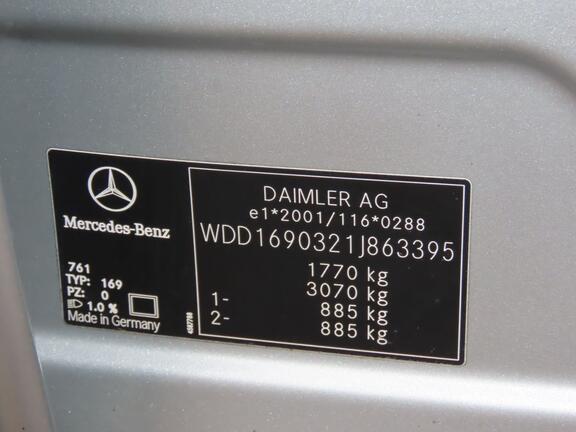 Mercedes-Benz
761
TYP: 169
PZ: 0
1.0 %
Made in Germany
DAIMLER AG
e1*2001/116*0288
WDD1690321J863395
1770 kg
3070 kg
1- 885 kg
2- 885 kg